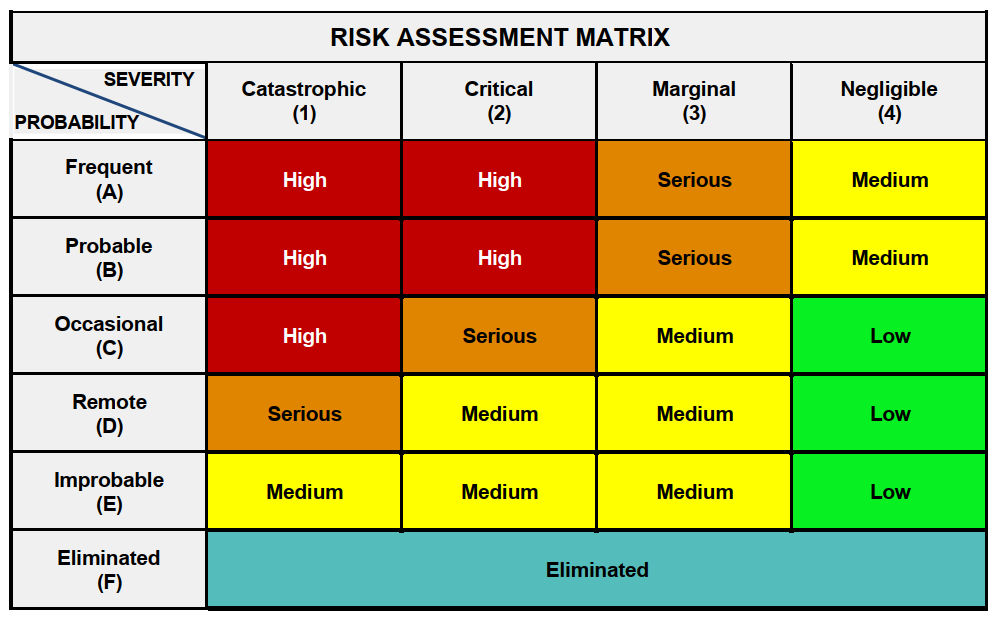 RISK ASSESSMENT MATRIX
SEVERITY
PROBABILITY
Catastrophic
(1)
Critical
(2)
Marginal
(3)
Negligible
(4)
Frequent
(A)
High
High
Serious
Medium
Probable
(B)
High
High
Serious
Medium
Occasional
(C)
High
Serious
Medium
Low
Remote
(D)
Serious
Medium
Medium
Low
Improbable
(E)
Medium
Medium
Medium
Low
Eliminated
(F)
Eliminated